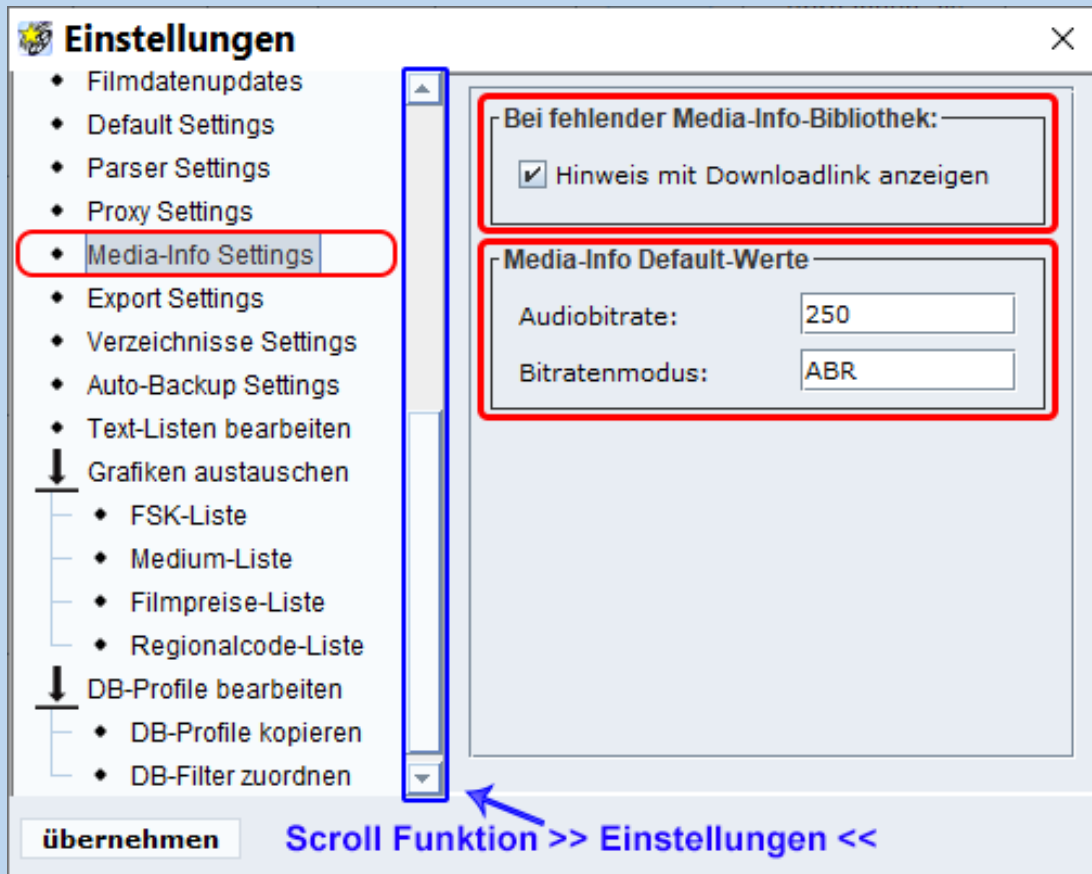 Einstellungen
Filmdatenupdates
Default Settings
Parser Settings
Proxy Settings
Media-Info Settings
Export Settings
Verzeichnisse Settings
Auto-Backup Settings
Text-Listen bearbeiten
Grafiken austauschen
FSK-Liste
Medium-Liste
Filmpreise-Liste
Regionalcode-Liste
DB-Profile bearbeiten
DB-Profile kopieren
DB-Filter zuordnen
Bei fehlender Media-Info-Bibliothek:
Hinweis mit Downloadlink anzeigen
Media-Info Default-Werte
Audiobitrate: 250
Bitratenmodus: ABR
übernehmen
Scroll Funktion >> Einstellungen <<